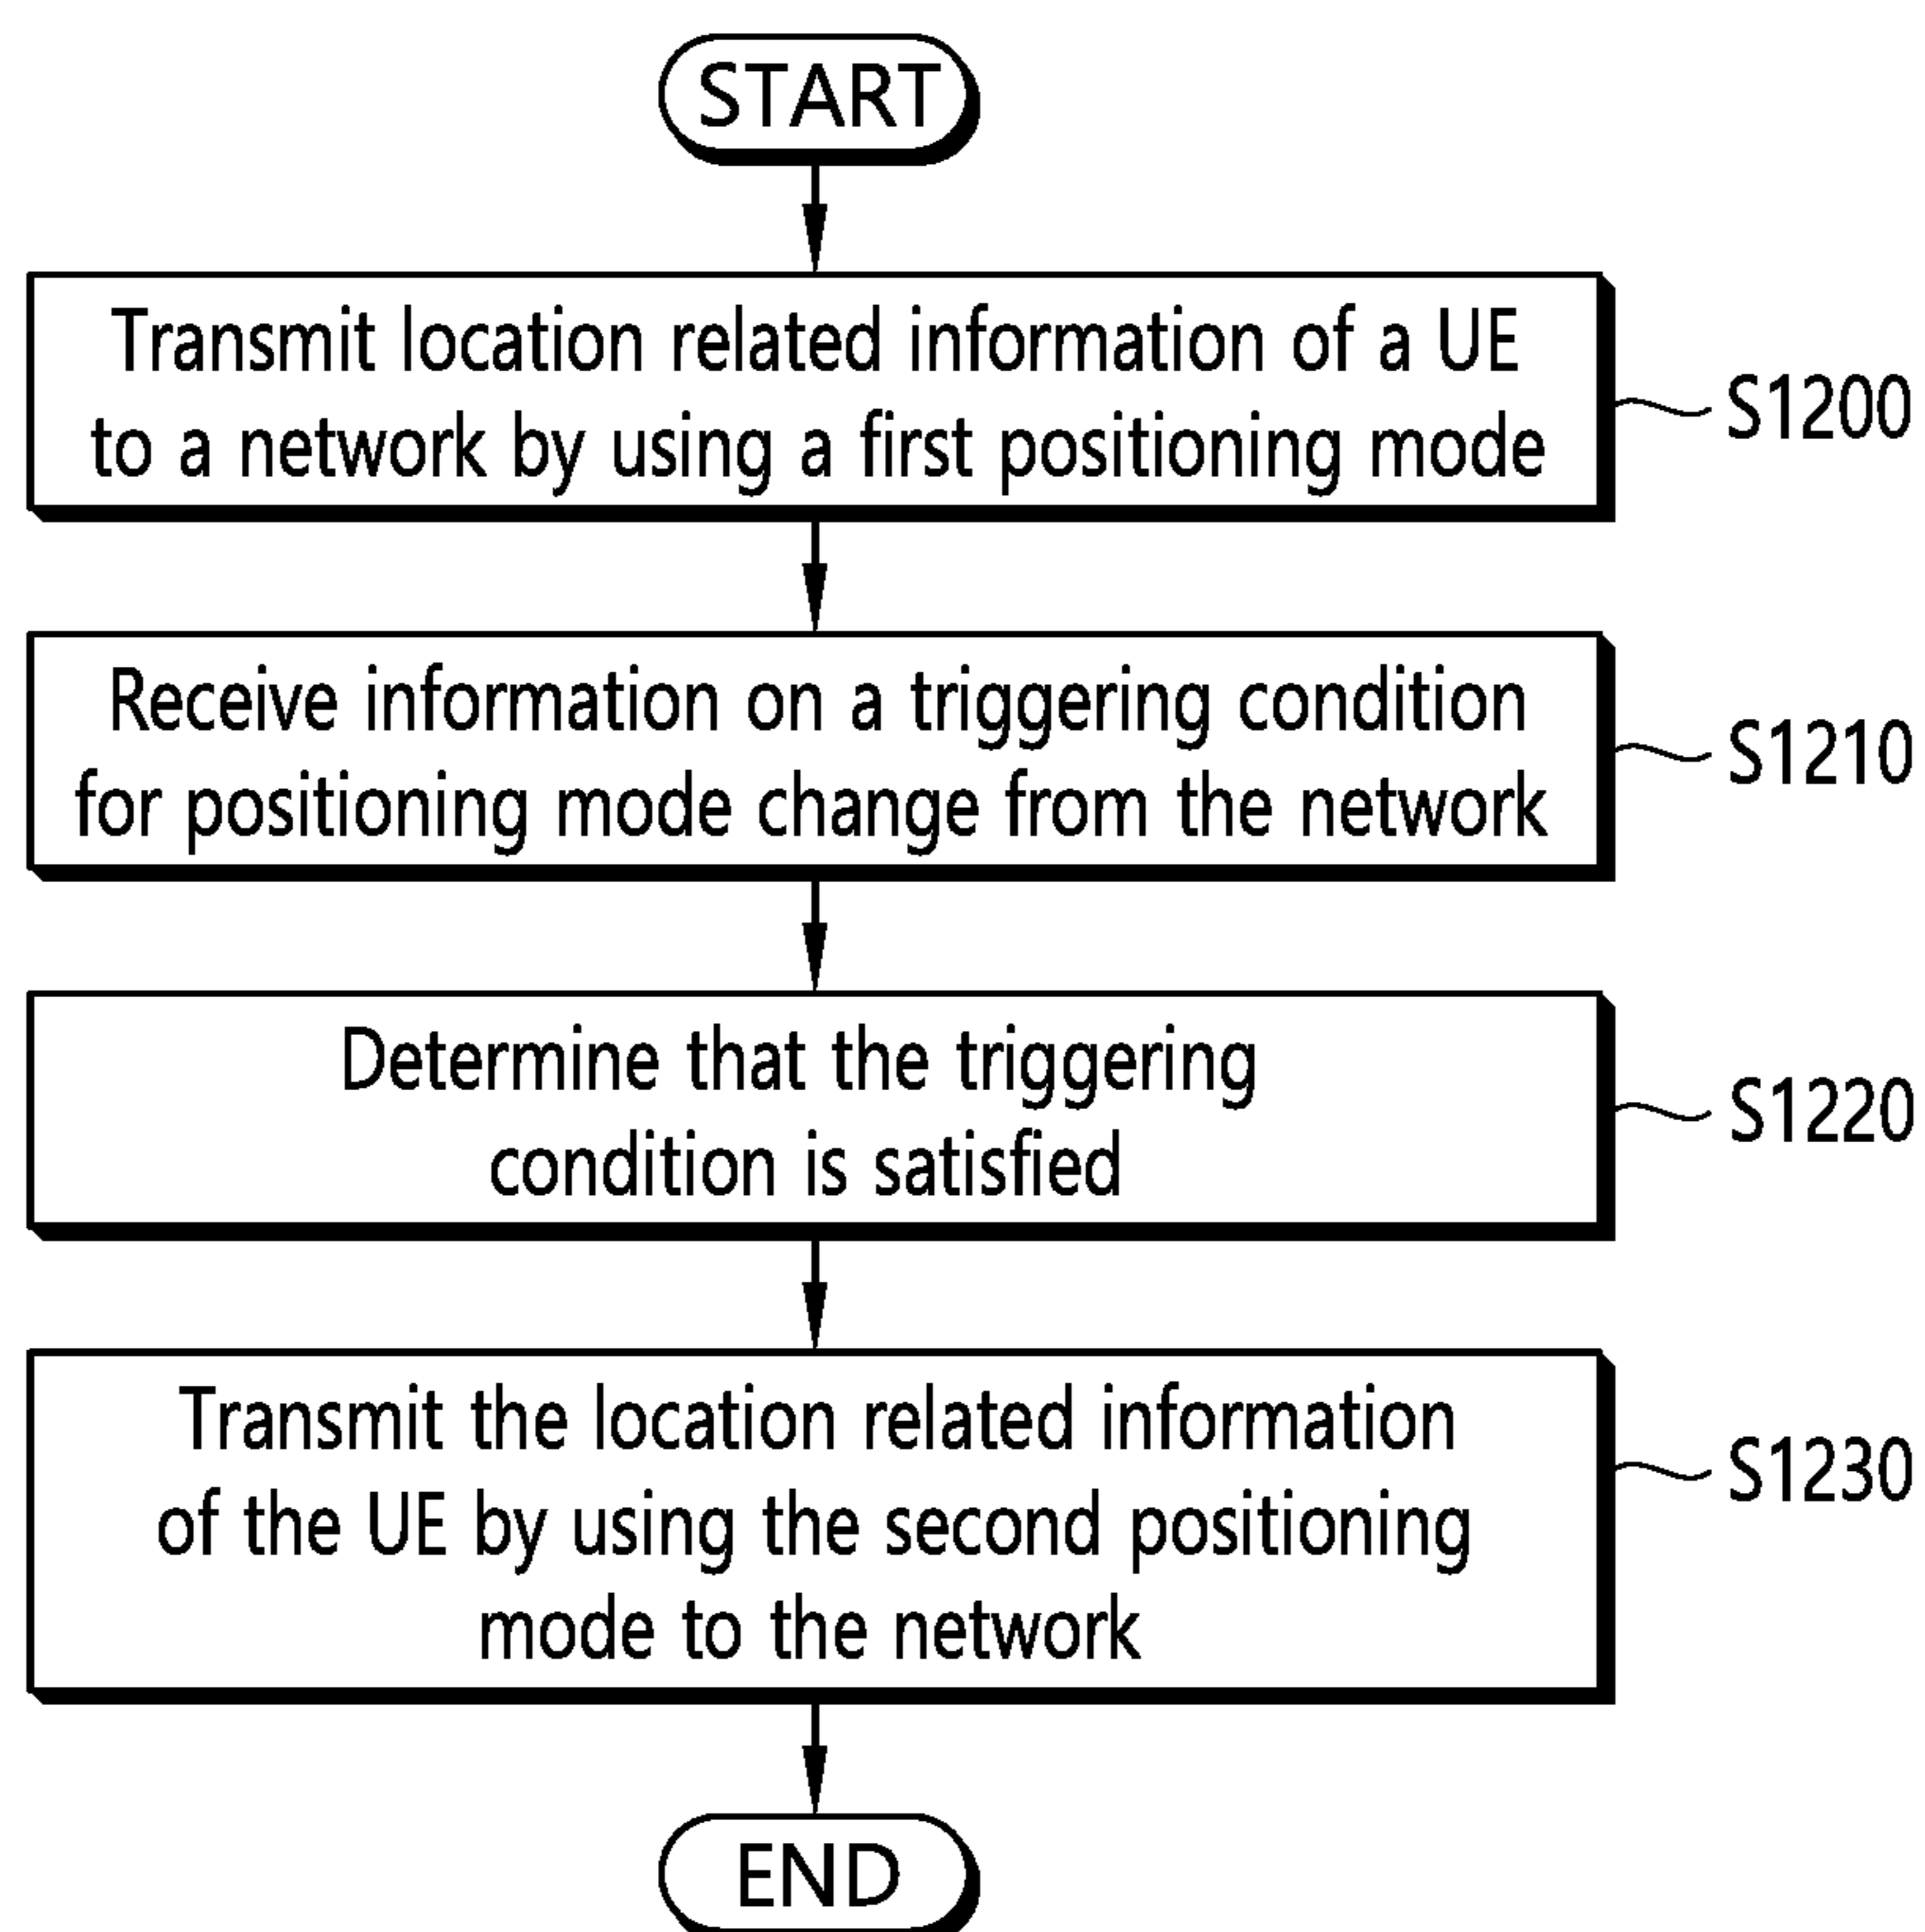 START
Transmit location related information of a UE
to a network by using a first positioning mode
S1200
Receive information on a triggering condition
for positioning mode change from the network
S1210
Determine that the triggering
condition is satisfied
S1220
Transmit the location related information
of the UE by using the second positioning
mode to the network
S1230
END